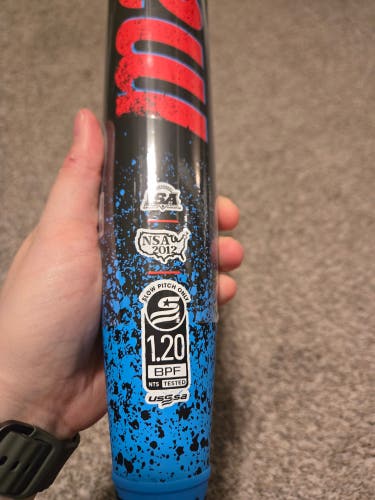 NSA
2012
SLOW PITCH ONLY
S
1.20
BPF
NTS TESTED
USSSA